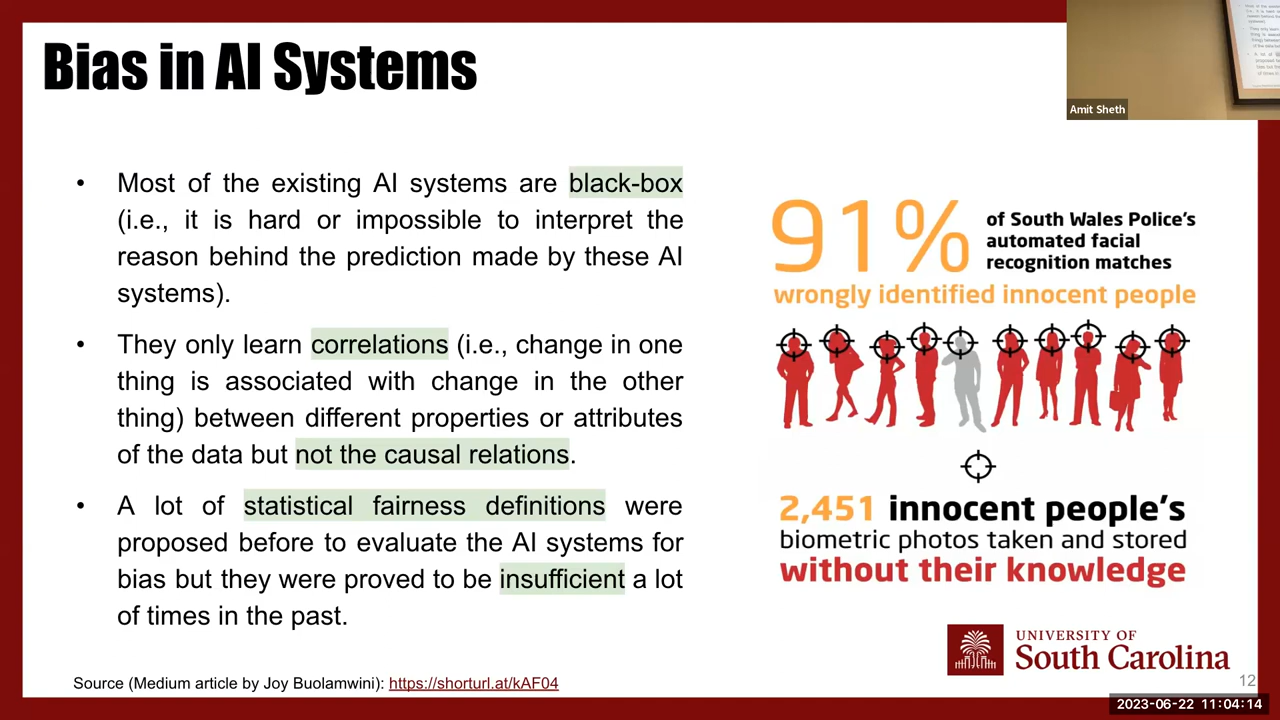 Bias in AI Systems
Amit Sheth
• Most of the existing AI systems are black-box
(i.e., it is hard or impossible to interpret the
reason behind the prediction made by these AI
systems).
• They only learn correlations (i.e., change in one
thing is associated with change in the other
thing) between different properties or attributes
of the data but not the causal relations.
• A lot of statistical fairness definitions were
proposed before to evaluate the AI systems for
bias but they were proved to be insufficient a lot
of times in the past.
91% of South Wales Police's
automated facial
recognition matches
wrongly identified innocent people
2,451 innocent people's
biometric photos taken and stored
without their knowledge
UNIVERSITY OF
South Carolina
Source (Medium article by Joy Buolamwini): https://shorturl.at/kAF04
12
2023-06-22 11:04:14